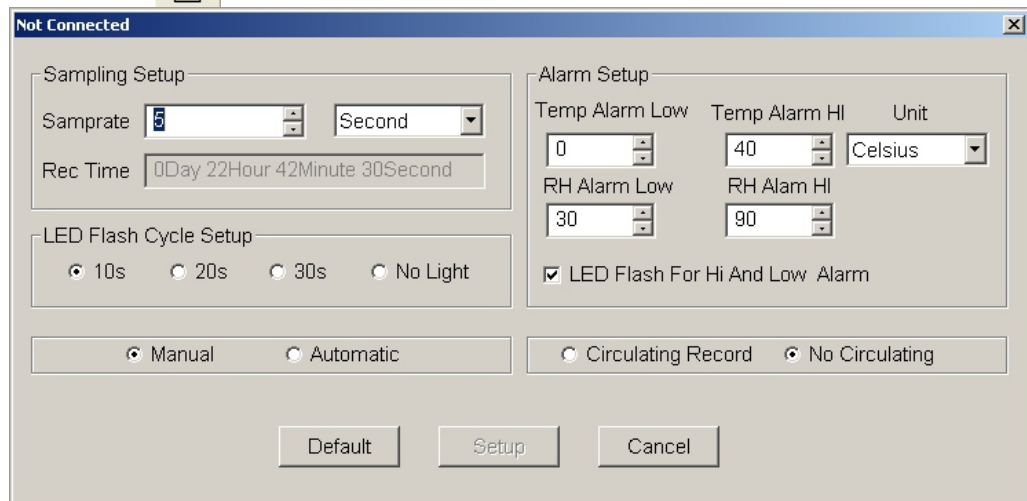 Not Connected
Sampling Setup
Samprate 5 Second
Rec Time 0Day 22Hour 42Minute 30Second
LED Flash Cycle Setup
10s 20s 30s No Light
Manual Automatic
Alarm Setup
Temp Alarm Low Temp Alarm HI Unit
0 40 Celsius
RH Alarm Low RH Alam HI
30 90
LED Flash For Hi And Low Alarm
Circulating Record No Circulating
Default Setup Cancel